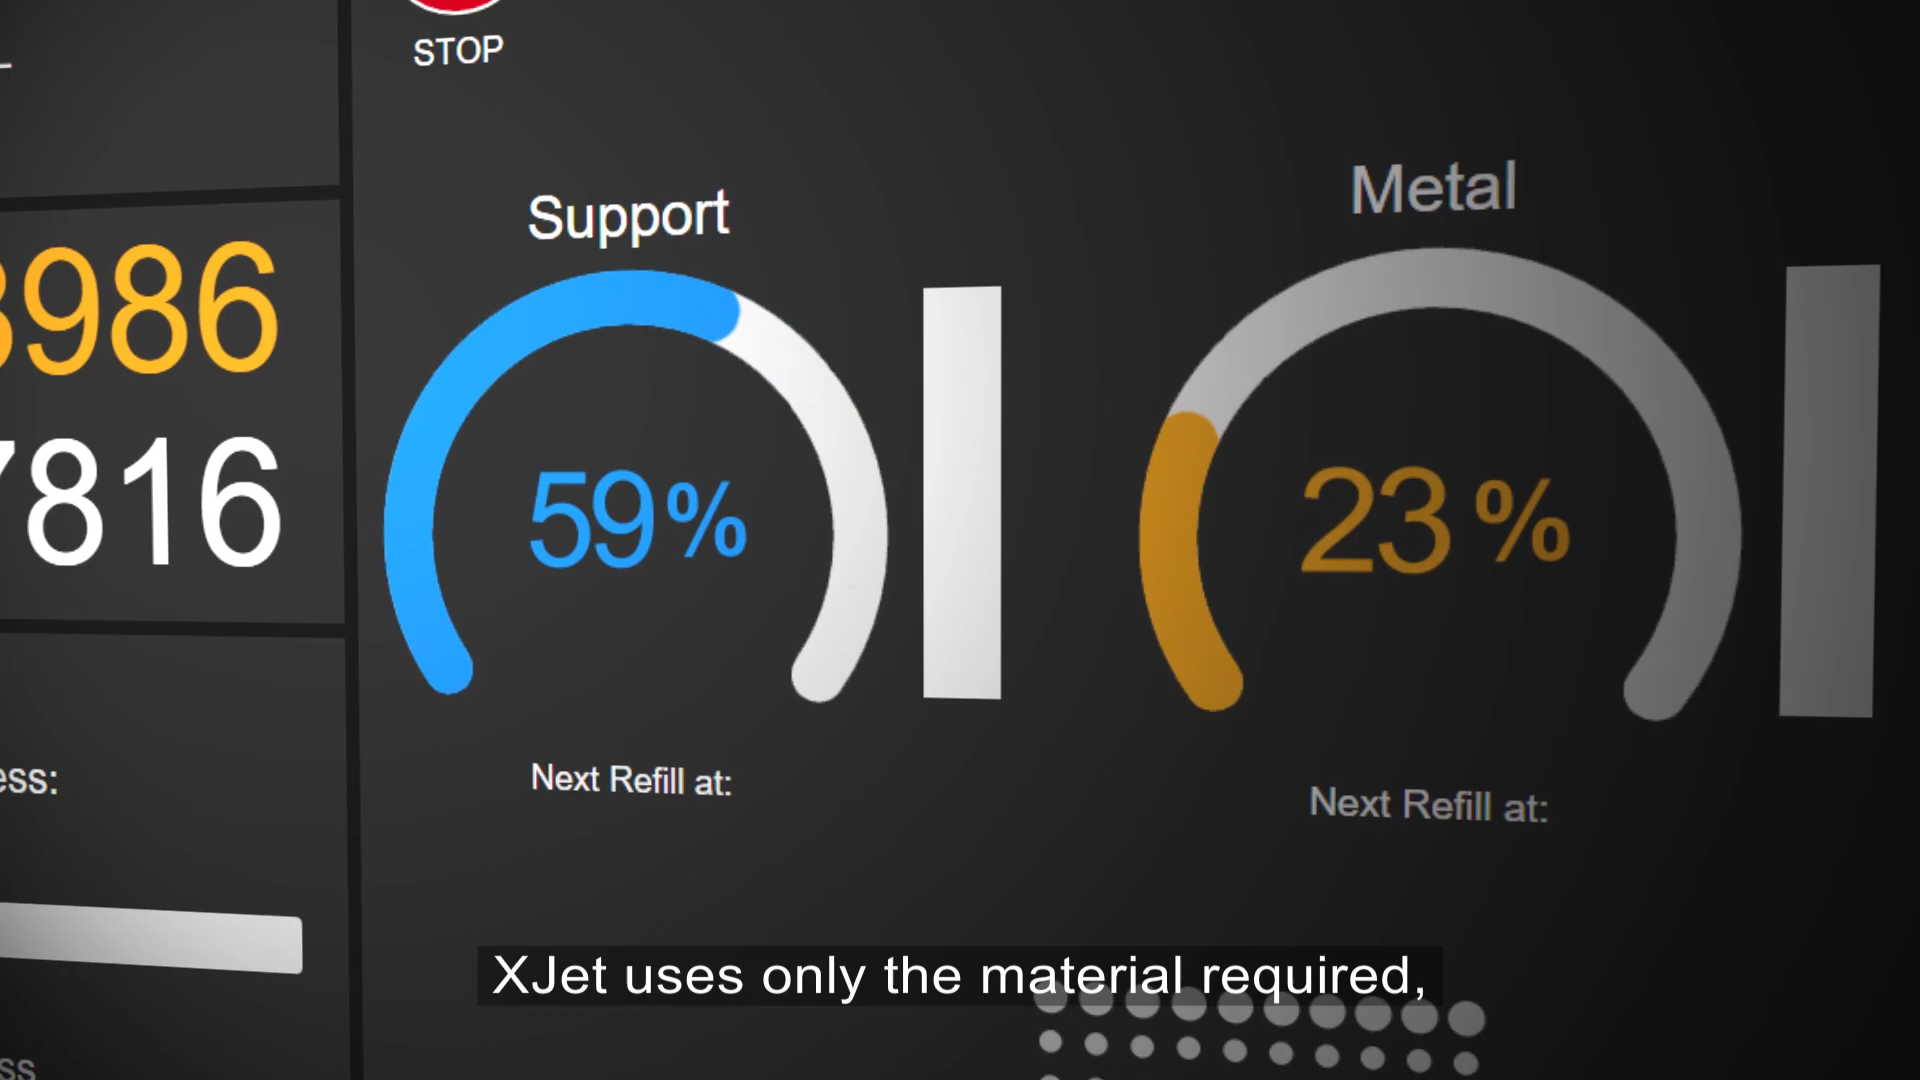 STOP
Support
Metal
986
816
59%
23%
Next Refill at:
Next Refill at:
XJet uses only the material required,